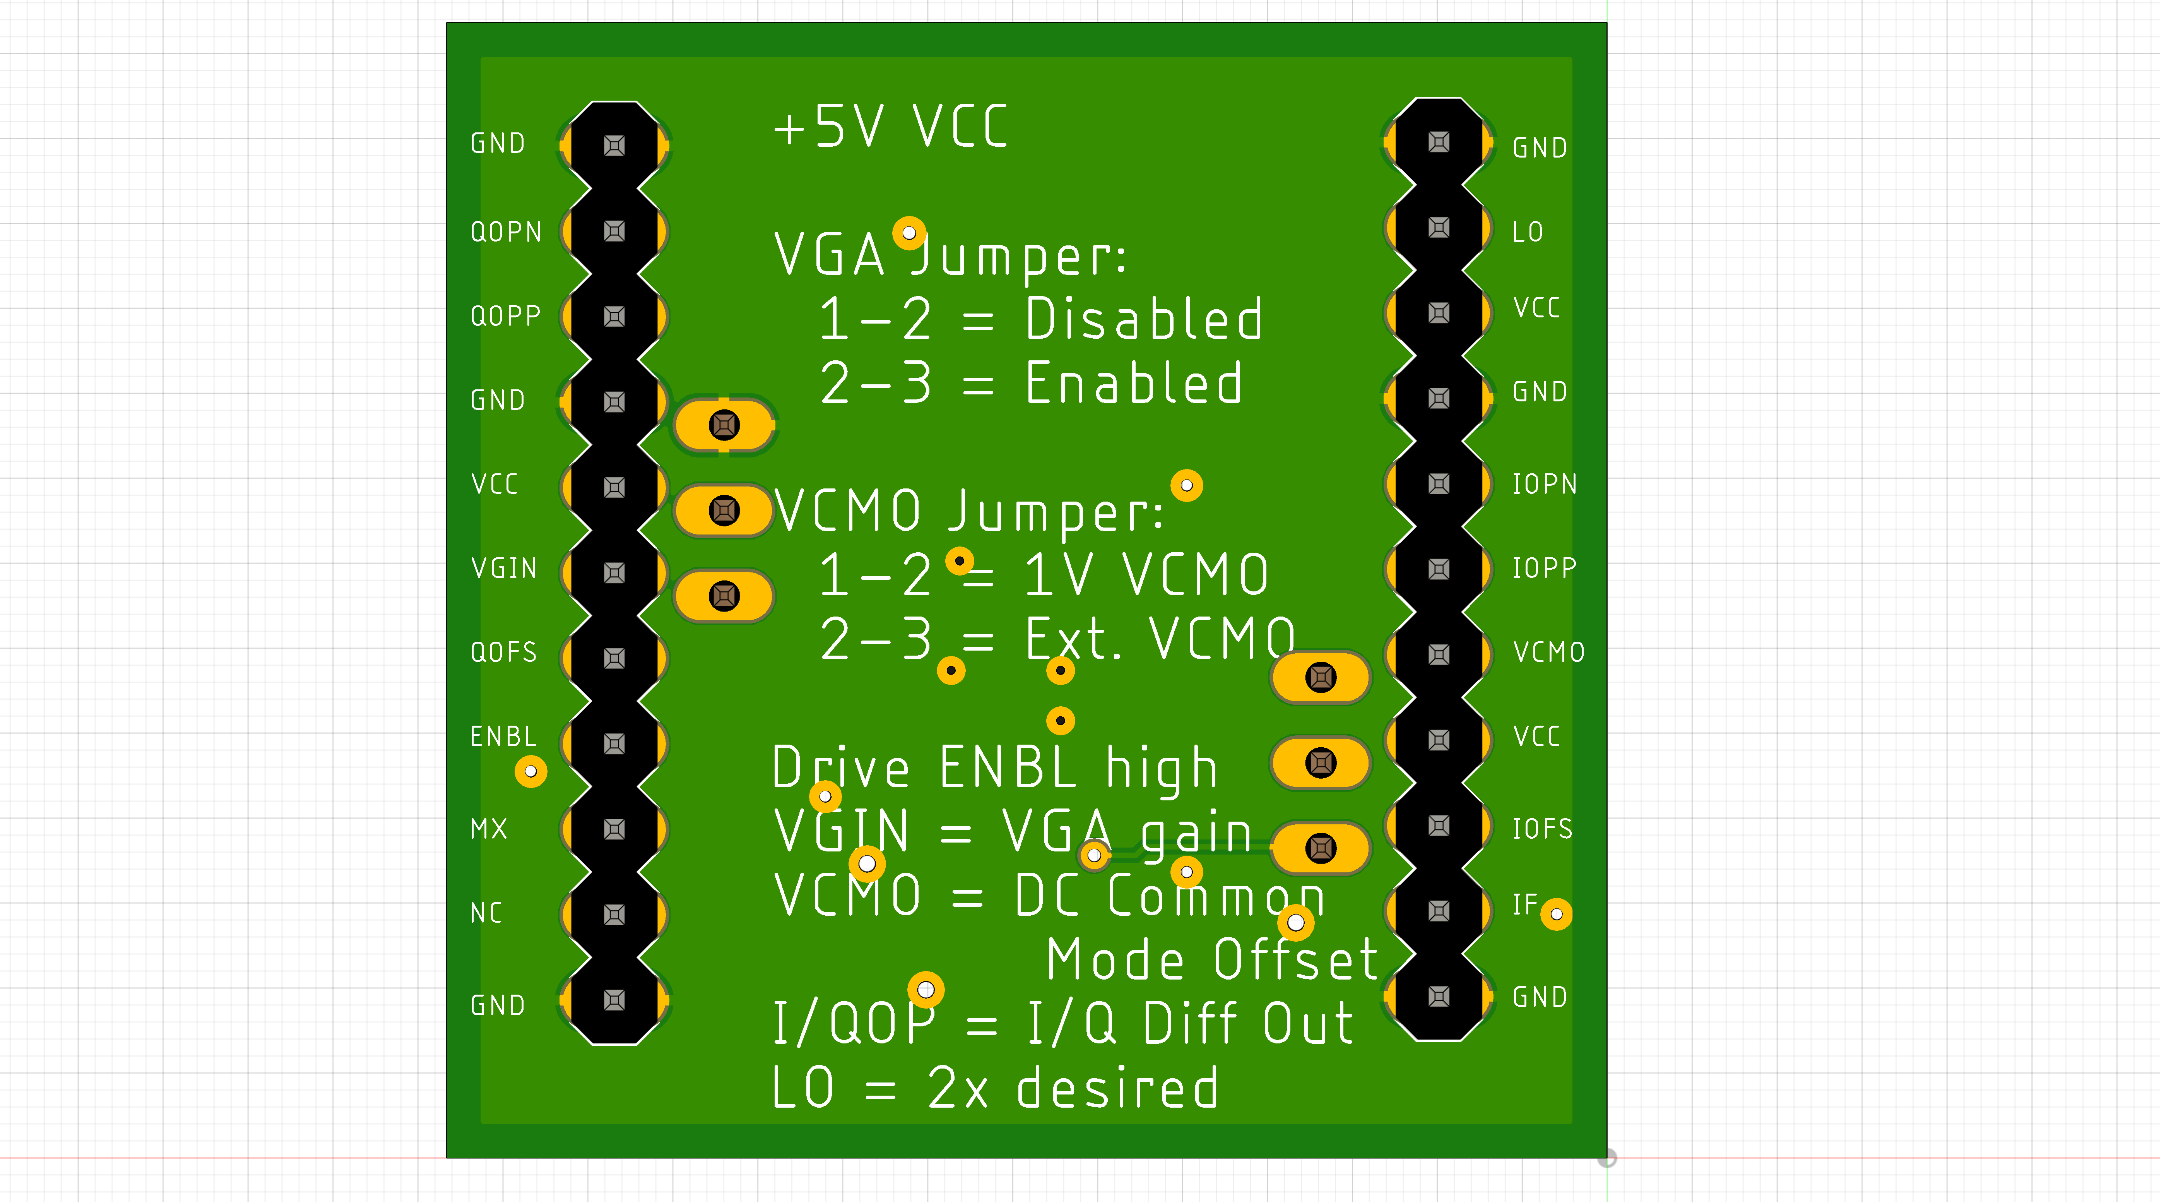 GND
QOPN
QOPP
GND
VCC
VGIN
QOFS
ENBL
MX
NC
GND
+5V VCC
VGA Jumper:
1-2 = Disabled
2-3 = Enabled
VCMO Jumper:
1-2 = 1V VCMO
2-3 = Ext. VCMO
Drive ENBL high
VGIN = VGA gain
VCMO = DC Common
Mode Offset
I/QOP = I/Q Diff Out
LO = 2x desired
GND
LO
VCC
GND
IOPN
IOPP
VCMO
VCC
IOFS
IF
GND